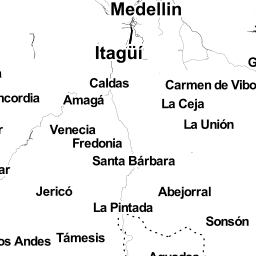 Medellin
Itagüí
Caldas
Carmen de Vibo
ncordia
Amagá
La Ceja
Venecia
La Unión
Fredonia
Santa Bárbara
Jericó
Abejorral
La Pintada
Sonsón
os Andes
Támesis